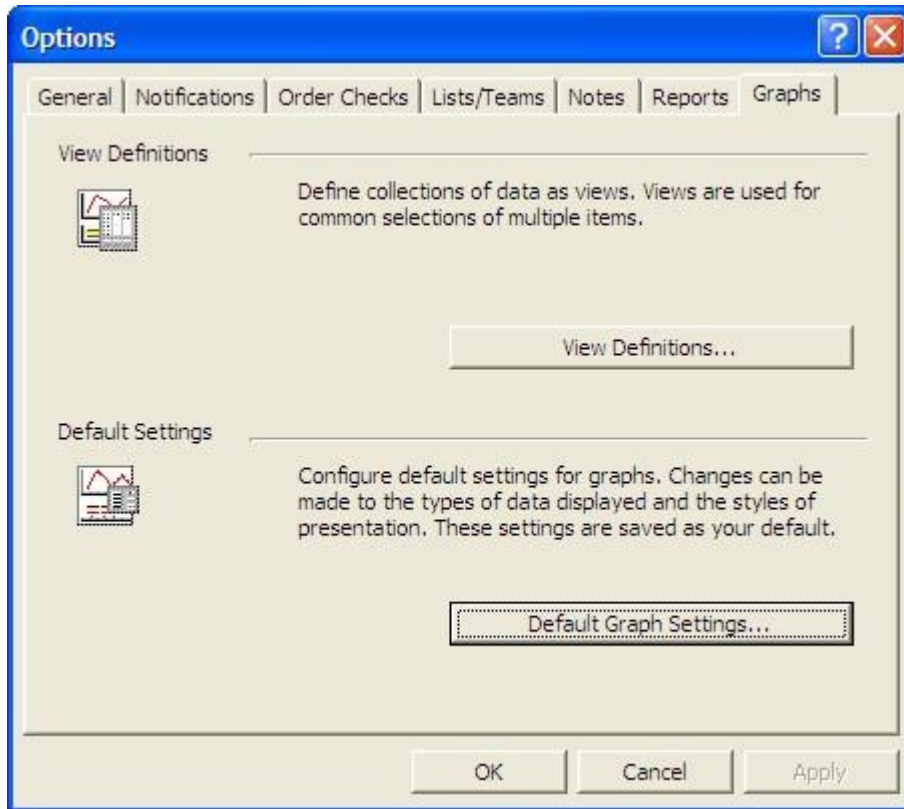 Options
General Notifications Order Checks Lists/Teams Notes Reports Graphs
View Definitions
Define collections of data as views. Views are used for
common selections of multiple items.
View Definitions...
Default Settings
Configure default settings for graphs. Changes can be
made to the types of data displayed and the styles of
presentation. These settings are saved as your default.
Default Graph Settings...
OK Cancel Apply